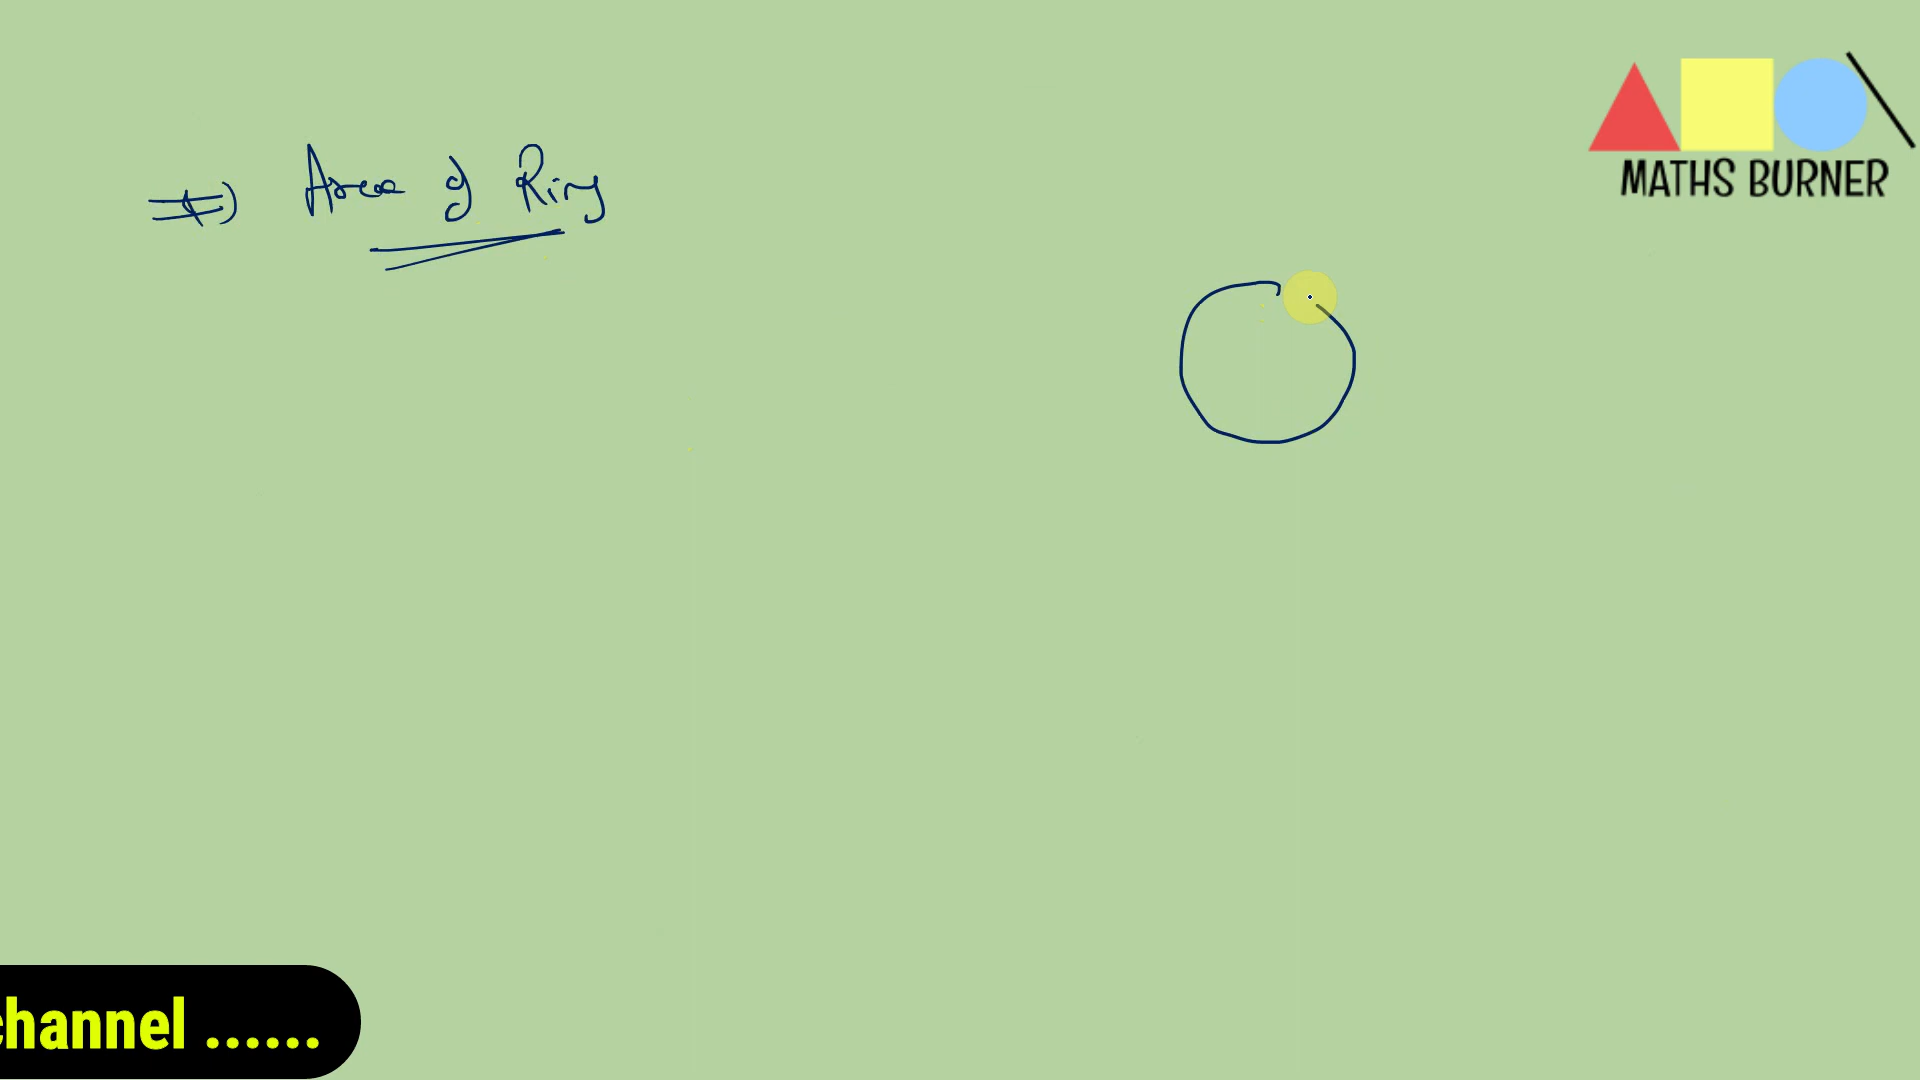 ⇒ Area of Ring
MATHS BURNER
channel ......